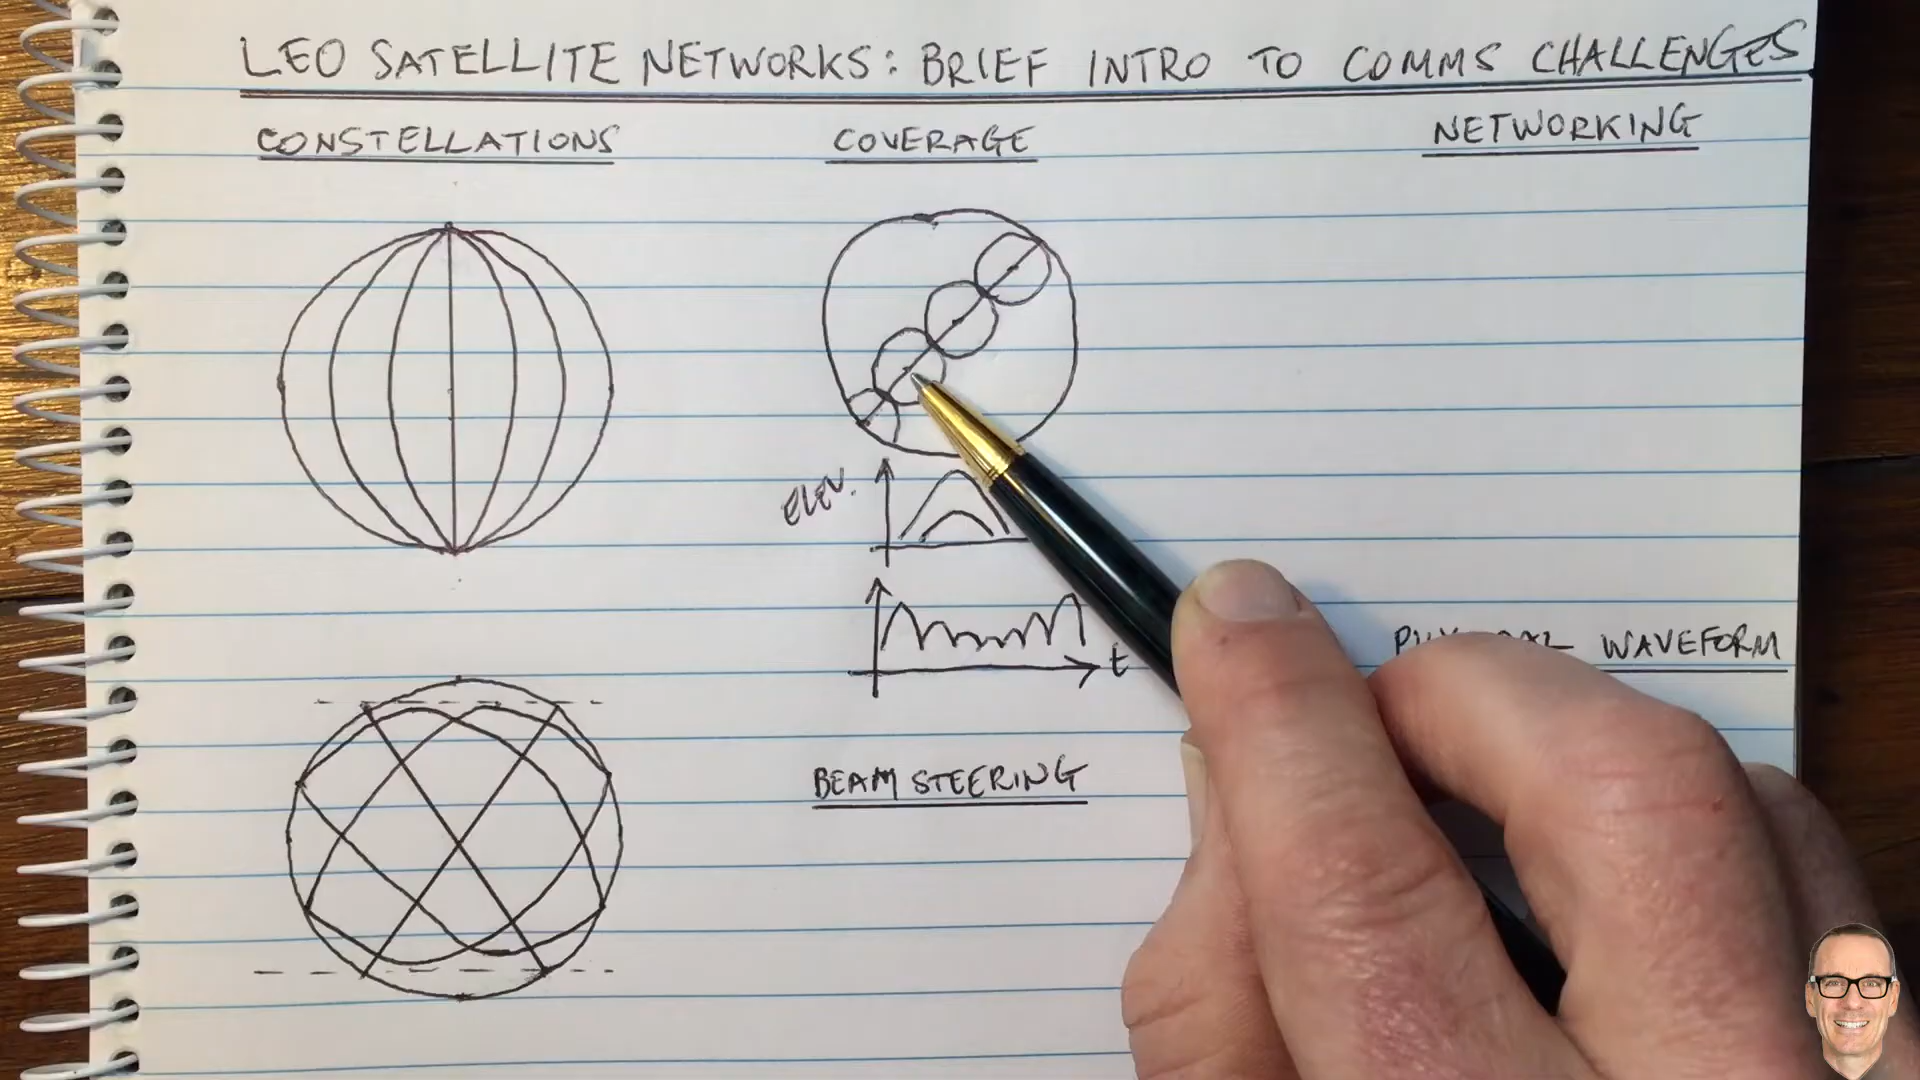 LEO SATELLITE NETWORKS: BRIEF INTRO TO COMMS CHALLENGES
CONSTELLATIONS
COVERAGE
NETWORKING
ELEV.
t
WAVEFORM
BEAM STEERING